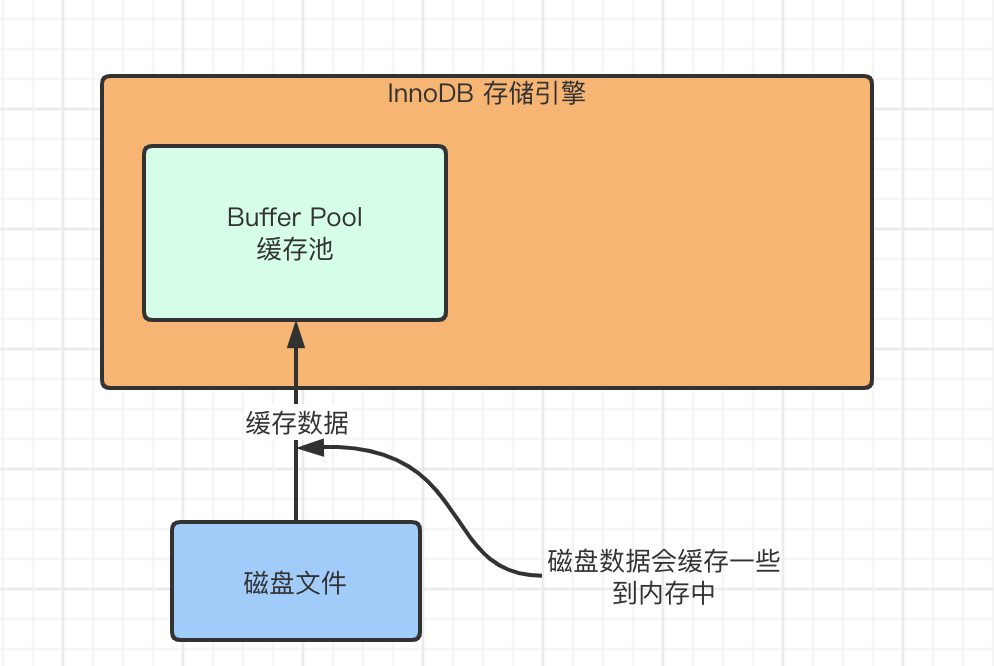 InnoDB 存储引擎
Buffer Pool
缓存池
缓存数据
磁盘数据会缓存一些
到内存中
磁盘文件